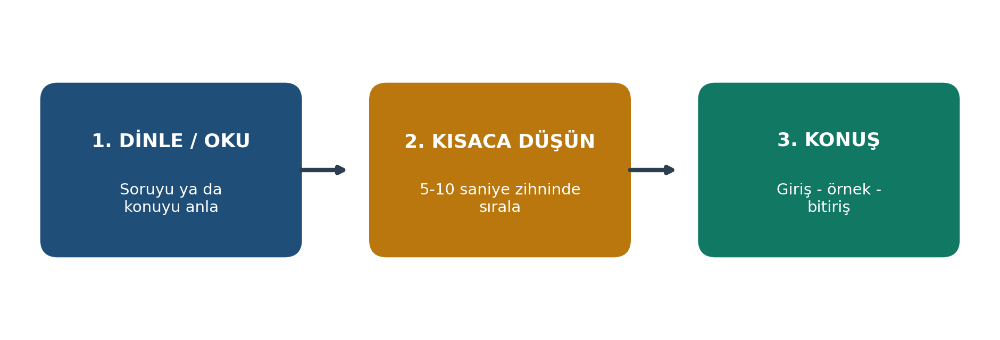 1. DİNLE / OKU
Soruyu ya da
konuyu anla
2. KISACA DÜŞÜN
5-10 saniye zihninde
sırala
3. KONUŞ
Giriş - örnek -
bitiriş